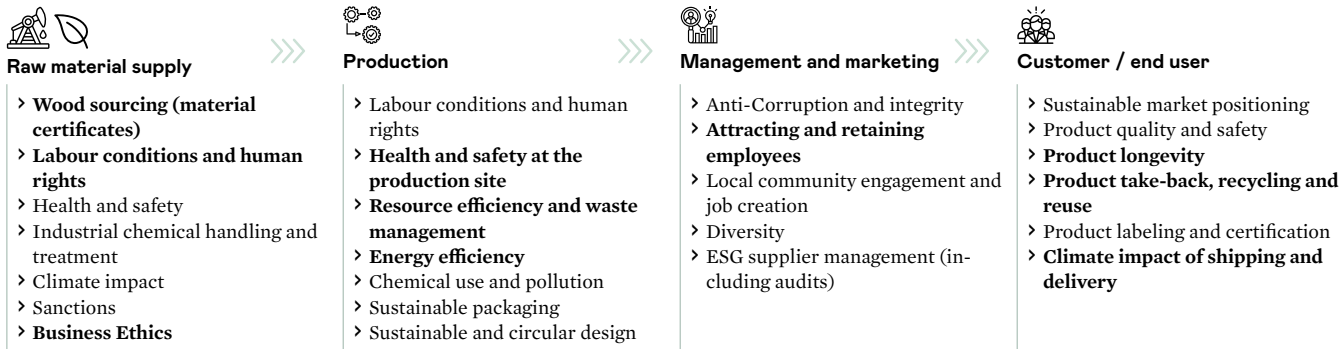 Raw material supply
› Wood sourcing (material
certificates)
› Labour conditions and human
rights
› Health and safety
› Industrial chemical handling and
treatment
› Climate impact
› Sanctions
› Business Ethics
Production
› Labour conditions and human
rights
› Health and safety at the
production site
› Resource efficiency and waste
management
› Energy efficiency
› Chemical use and pollution
› Sustainable packaging
› Sustainable and circular design
Management and marketing
› Anti-Corruption and integrity
› Attracting and retaining
employees
› Local community engagement and
job creation
› Diversity
› ESG supplier management (in-
cluding audits)
Customer / end user
› Sustainable market positioning
› Product quality and safety
› Product longevity
› Product take-back, recycling and
reuse
› Product labeling and certification
› Climate impact of shipping and
delivery